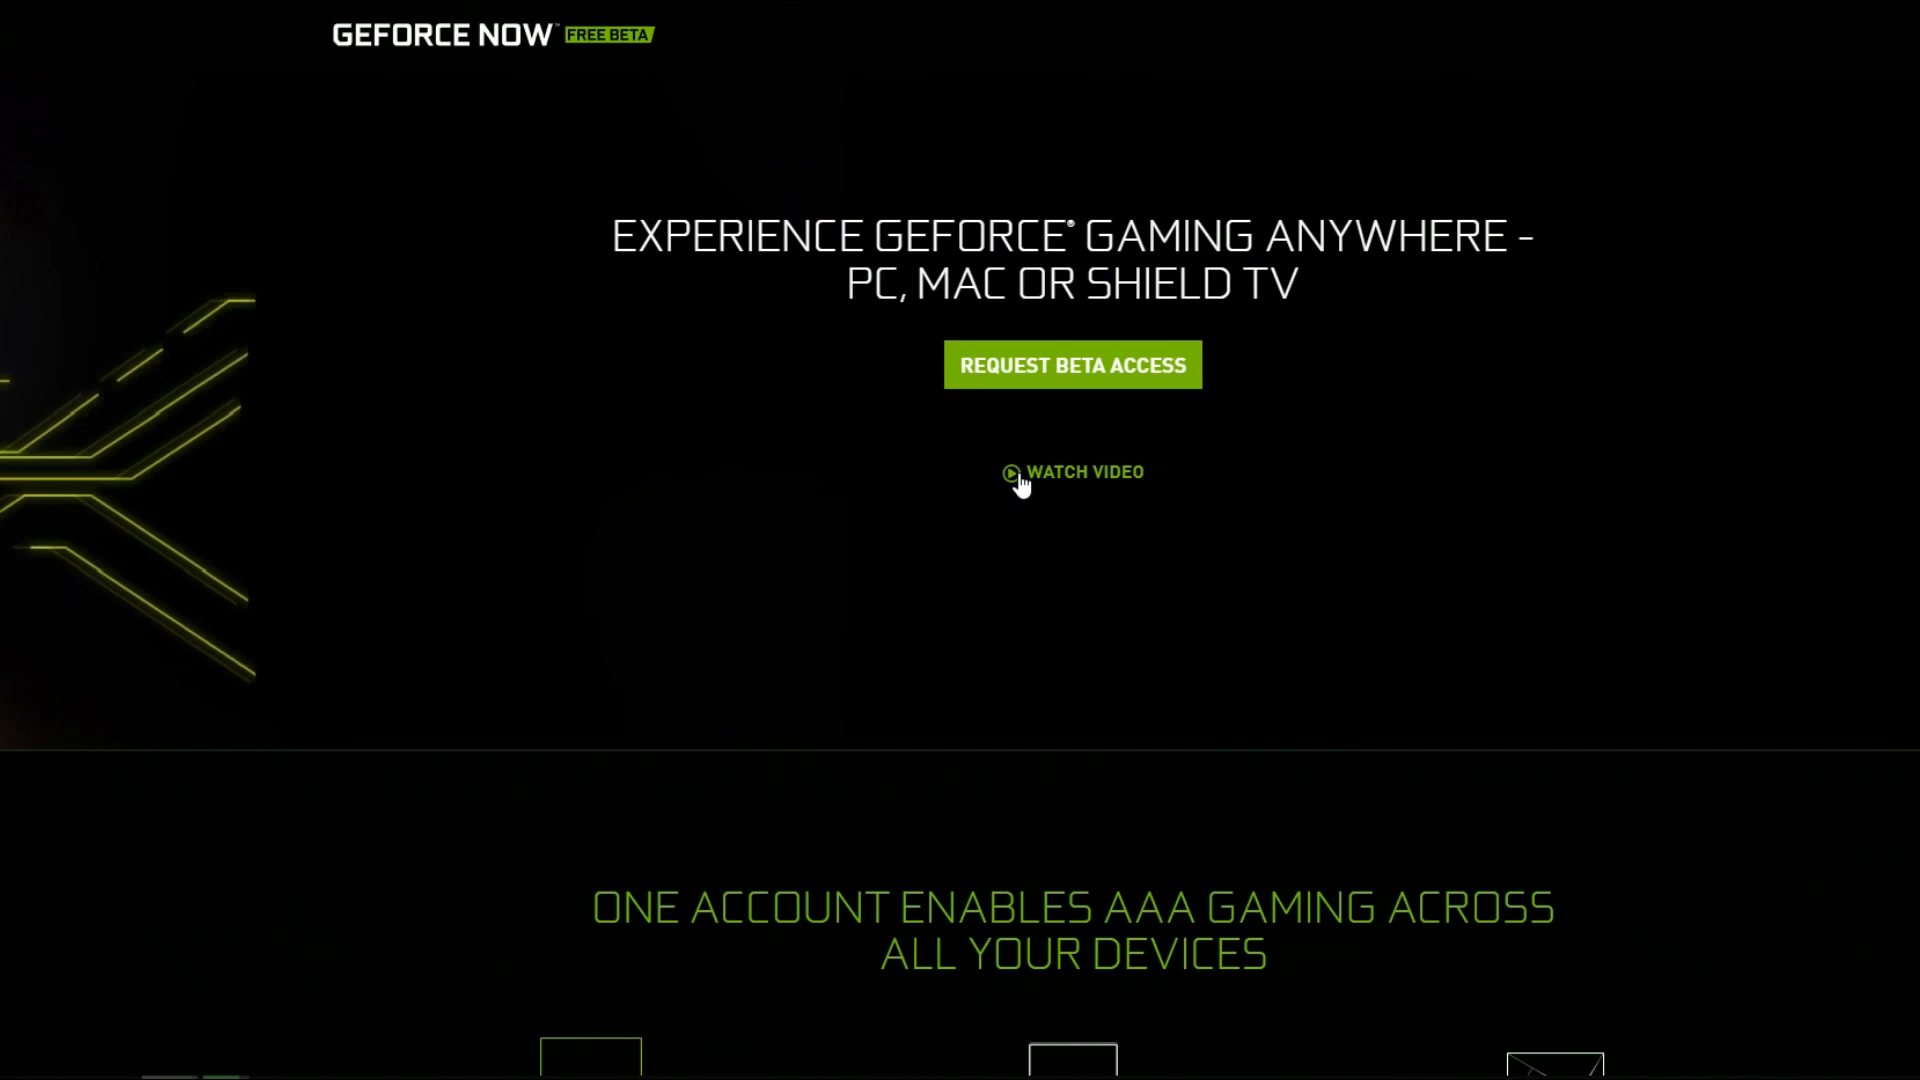 GEFORCE NOW™ FREE BETA
EXPERIENCE GEFORCE® GAMING ANYWHERE -
PC, MAC OR SHIELD TV
REQUEST BETA ACCESS
WATCH VIDEO
ONE ACCOUNT ENABLES AAA GAMING ACROSS
ALL YOUR DEVICES